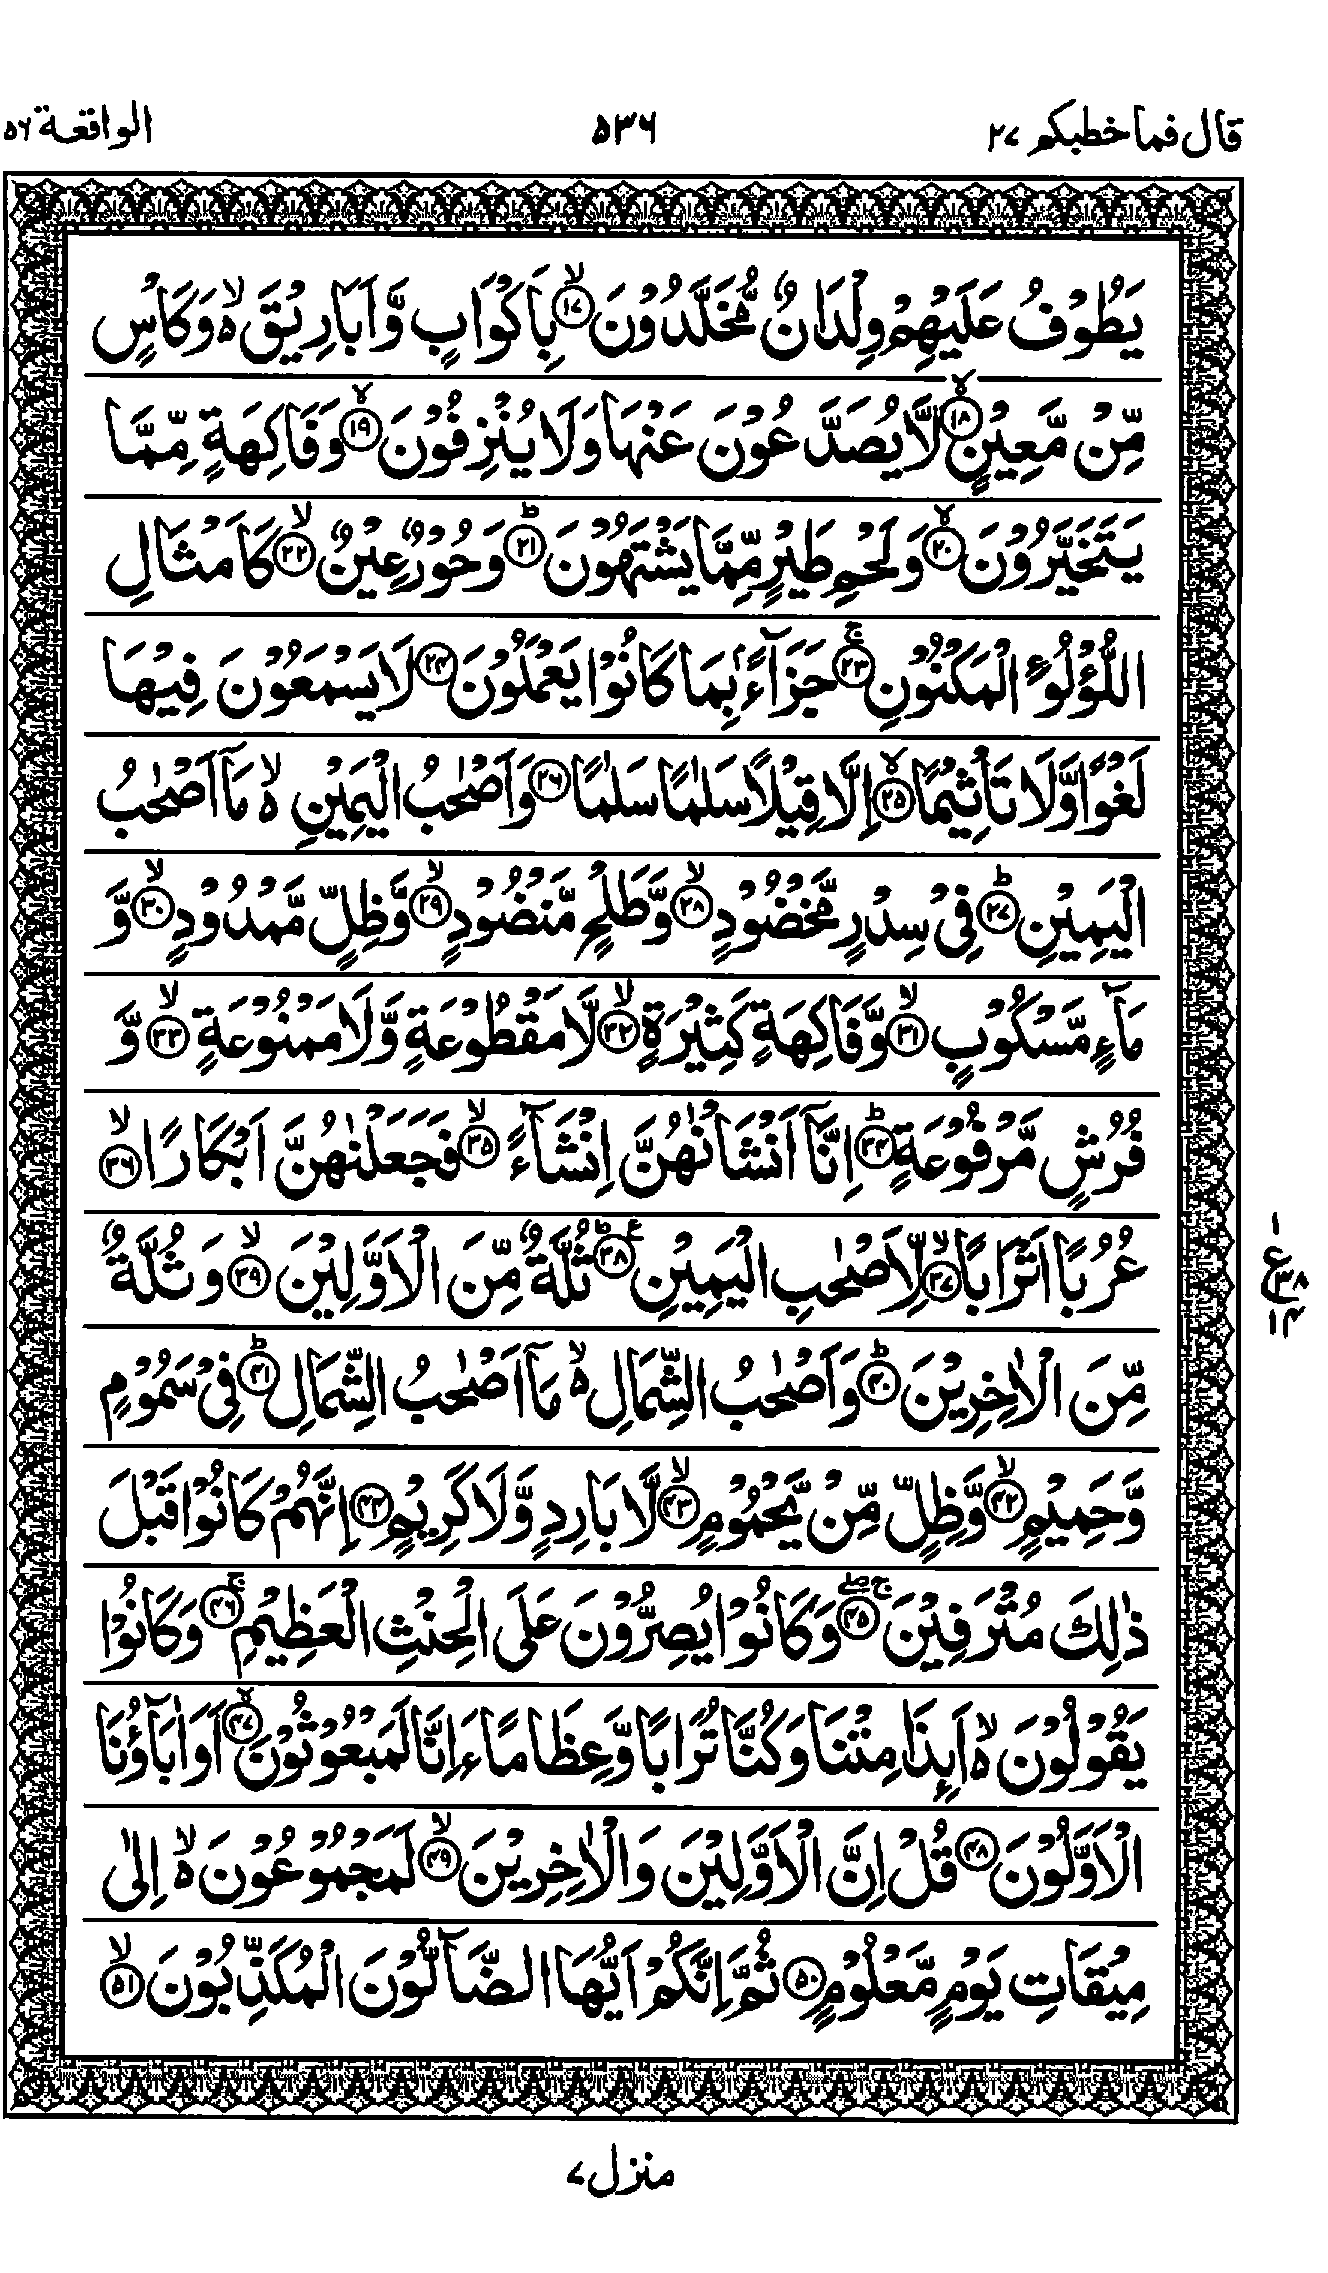 قال فما خطبكم ٢٧ ٥٣٦ الواقعة ٥٦
يَطُوْفُ عَلَيْهِمْ وِلْدَانٌ مُّخَلَّدُوْنَ ۙ﴿١٧﴾ بِاَكْوَابٍ وَّاَبَارِيْقَ ۙ۬ وَكَاْسٍ
مِّنْ مَّعِيْنٍ ۙ﴿١٨﴾ لَّا يُصَدَّعُوْنَ عَنْهَا وَلَا يُنْزِفُوْنَ ۙ﴿١٩﴾ وَفَاكِهَةٍ مِّمَّا
يَتَخَيَّرُوْنَ ۙ﴿٢٠﴾ وَلَحْمِ طَيْرٍ مِّمَّا يَشْتَهُوْنَ ؕ﴿٢١﴾ وَحُوْرٌ عِيْنٌ ۙ﴿٢٢﴾ كَاَمْثَالِ
اللُّؤْلُؤِ الْمَكْنُوْنِ ۚ﴿٢٣﴾ جَزَآءًۢ بِمَا كَانُوْا يَعْمَلُوْنَ ﴿٢٤﴾ لَا يَسْمَعُوْنَ فِيْهَا
لَغْوًا وَّلَا تَاْثِيْمًا ۙ﴿٢٥﴾ اِلَّا قِيْلًا سَلٰمًا سَلٰمًا ﴿٢٦﴾ وَاَصْحٰبُ الْيَمِيْنِ ۙ۬ مَاۤ اَصْحٰبُ
الْيَمِيْنِ ؕ﴿٢٧﴾ فِيْ سِدْرٍ مَّخْضُوْدٍ ۙ﴿٢٨﴾ وَّطَلْحٍ مَّنْضُوْدٍ ۙ﴿٢٩﴾ وَّظِلٍّ مَّمْدُوْدٍ ۙ﴿٣٠﴾ وَّ
مَآءٍ مَّسْكُوْبٍ ۙ﴿٣١﴾ وَّفَاكِهَةٍ كَثِيْرَةٍ ۙ﴿٣٢﴾ لَّا مَقْطُوْعَةٍ وَّلَا مَمْنُوْعَةٍ ۙ﴿٣٣﴾ وَّ
فُرُشٍ مَّرْفُوْعَةٍ ؕ﴿٣٤﴾ اِنَّاۤ اَنْشَاْنٰهُنَّ اِنْشَآءً ۙ﴿٣٥﴾ فَجَعَلْنٰهُنَّ اَبْكَارًا ۙ﴿٣٦﴾
عُرُبًا اَتْرَابًا ۙ﴿٣٧﴾ لِّاَصْحٰبِ الْيَمِيْنِ ؕ﴿٣٨﴾ ثُلَّةٌ مِّنَ الْاَوَّلِيْنَ ۙ﴿٣٩﴾ وَثُلَّةٌ
١ ع ٣٨ ١٤
مِّنَ الْاٰخِرِيْنَ ؕ﴿٤٠﴾ وَاَصْحٰبُ الشِّمَالِ ۙ۬ مَاۤ اَصْحٰبُ الشِّمَالِ ؕ﴿٤١﴾ فِيْ سَمُوْمٍ
وَّحَمِيْمٍ ۙ﴿٤٢﴾ وَّظِلٍّ مِّنْ يَّحْمُوْمٍ ۙ﴿٤٣﴾ لَّا بَارِدٍ وَّلَا كَرِيْمٍ ﴿٤٤﴾ اِنَّهُمْ كَانُوْا قَبْلَ
ذٰلِكَ مُتْرَفِيْنَ ۚۖ﴿٤٥﴾ وَكَانُوْا يُصِرُّوْنَ عَلَى الْحِنْثِ الْعَظِيْمِ ۚ﴿٤٦﴾ وَكَانُوْا
يَقُوْلُوْنَ ۙ۬ اَئِذَا مِتْنَا وَكُنَّا تُرَابًا وَّعِظَامًا ءَاِنَّا لَمَبْعُوْثُوْنَ ۙ﴿٤٧﴾ اَوَاٰبَآؤُنَا
الْاَوَّلُوْنَ ﴿٤٨﴾ قُلْ اِنَّ الْاَوَّلِيْنَ وَالْاٰخِرِيْنَ ۙ﴿٤٩﴾ لَمَجْمُوْعُوْنَ ۙ۬ اِلٰى
مِيْقَاتِ يَوْمٍ مَّعْلُوْمٍ ﴿٥٠﴾ ثُمَّ اِنَّكُمْ اَيُّهَا الضَّآلُّوْنَ الْمُكَذِّبُوْنَ ۙ﴿٥١﴾
منزل ٧